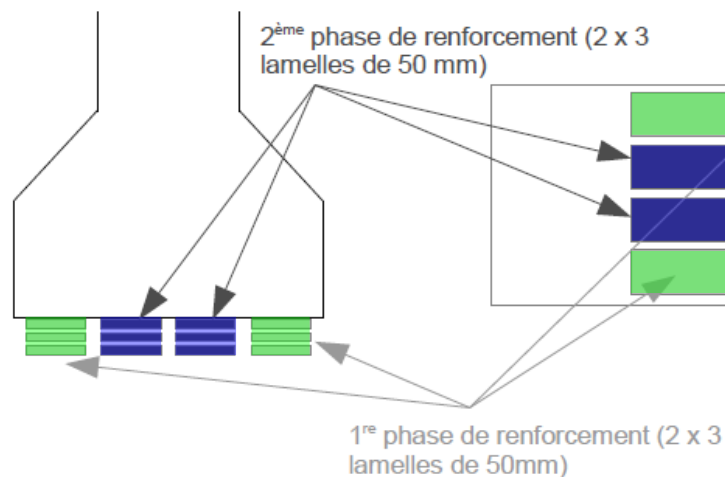 2ème phase de renforcement (2 x 3
lamelles de 50 mm)
1re phase de renforcement (2 x 3
lamelles de 50mm)